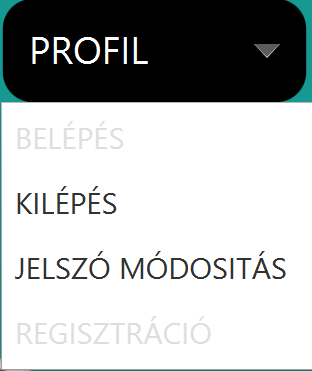 PROFIL
BELÉPÉS
KILÉPÉS
JELSZÓ MÓDOSITÁS
REGISZTRÁCIÓ